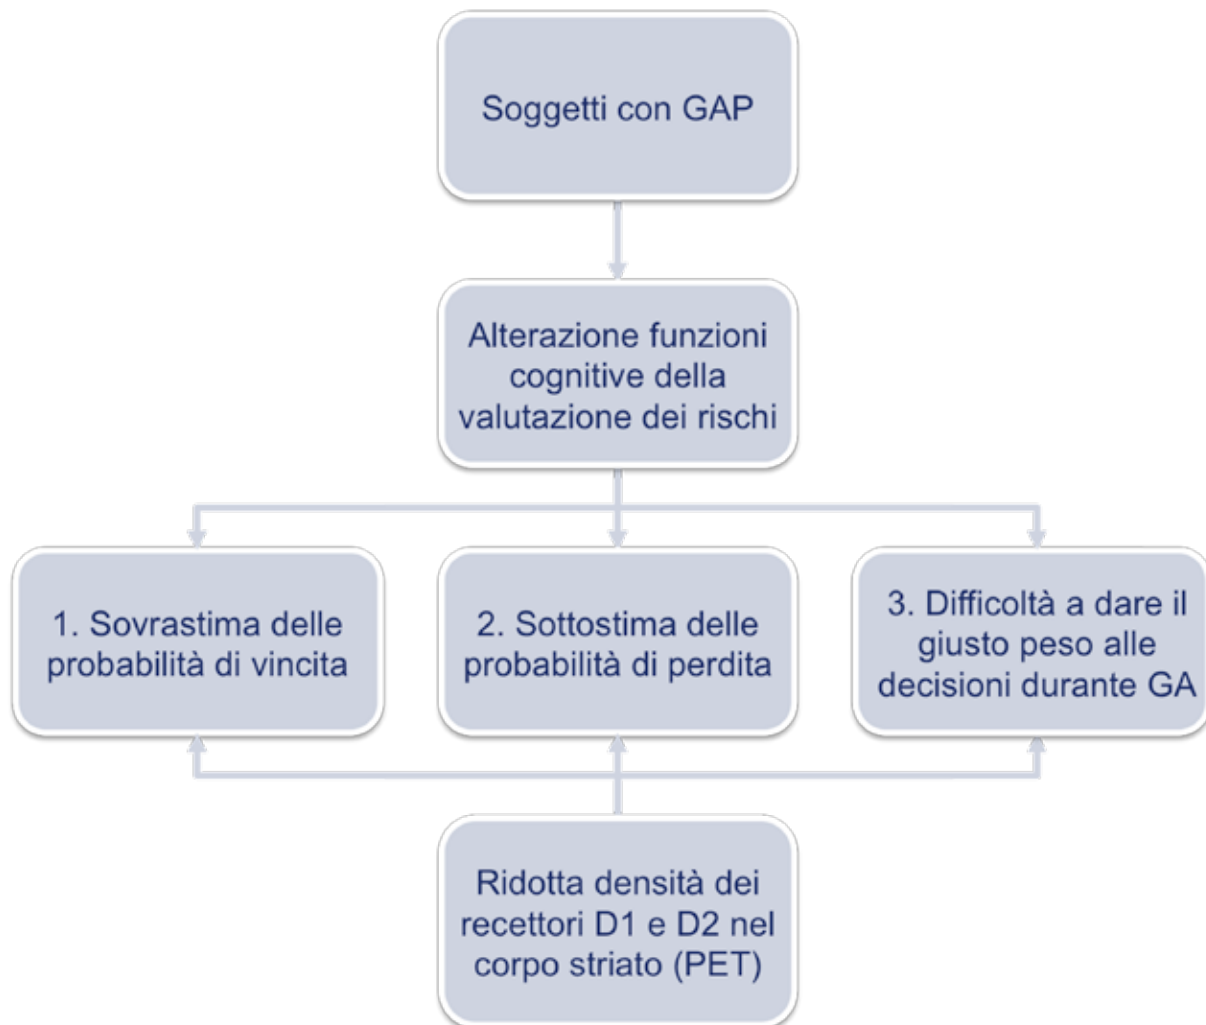 Soggetti con GAP
Alterazione funzioni
cognitive della
valutazione dei rischi
1. Sovrastima delle
probabilità di vincita
2. Sottostima delle
probabilità di perdita
3. Difficoltà a dare il
giusto peso alle
decisioni durante GA
Ridotta densità dei
recettori D1 e D2 nel
corpo striato (PET)